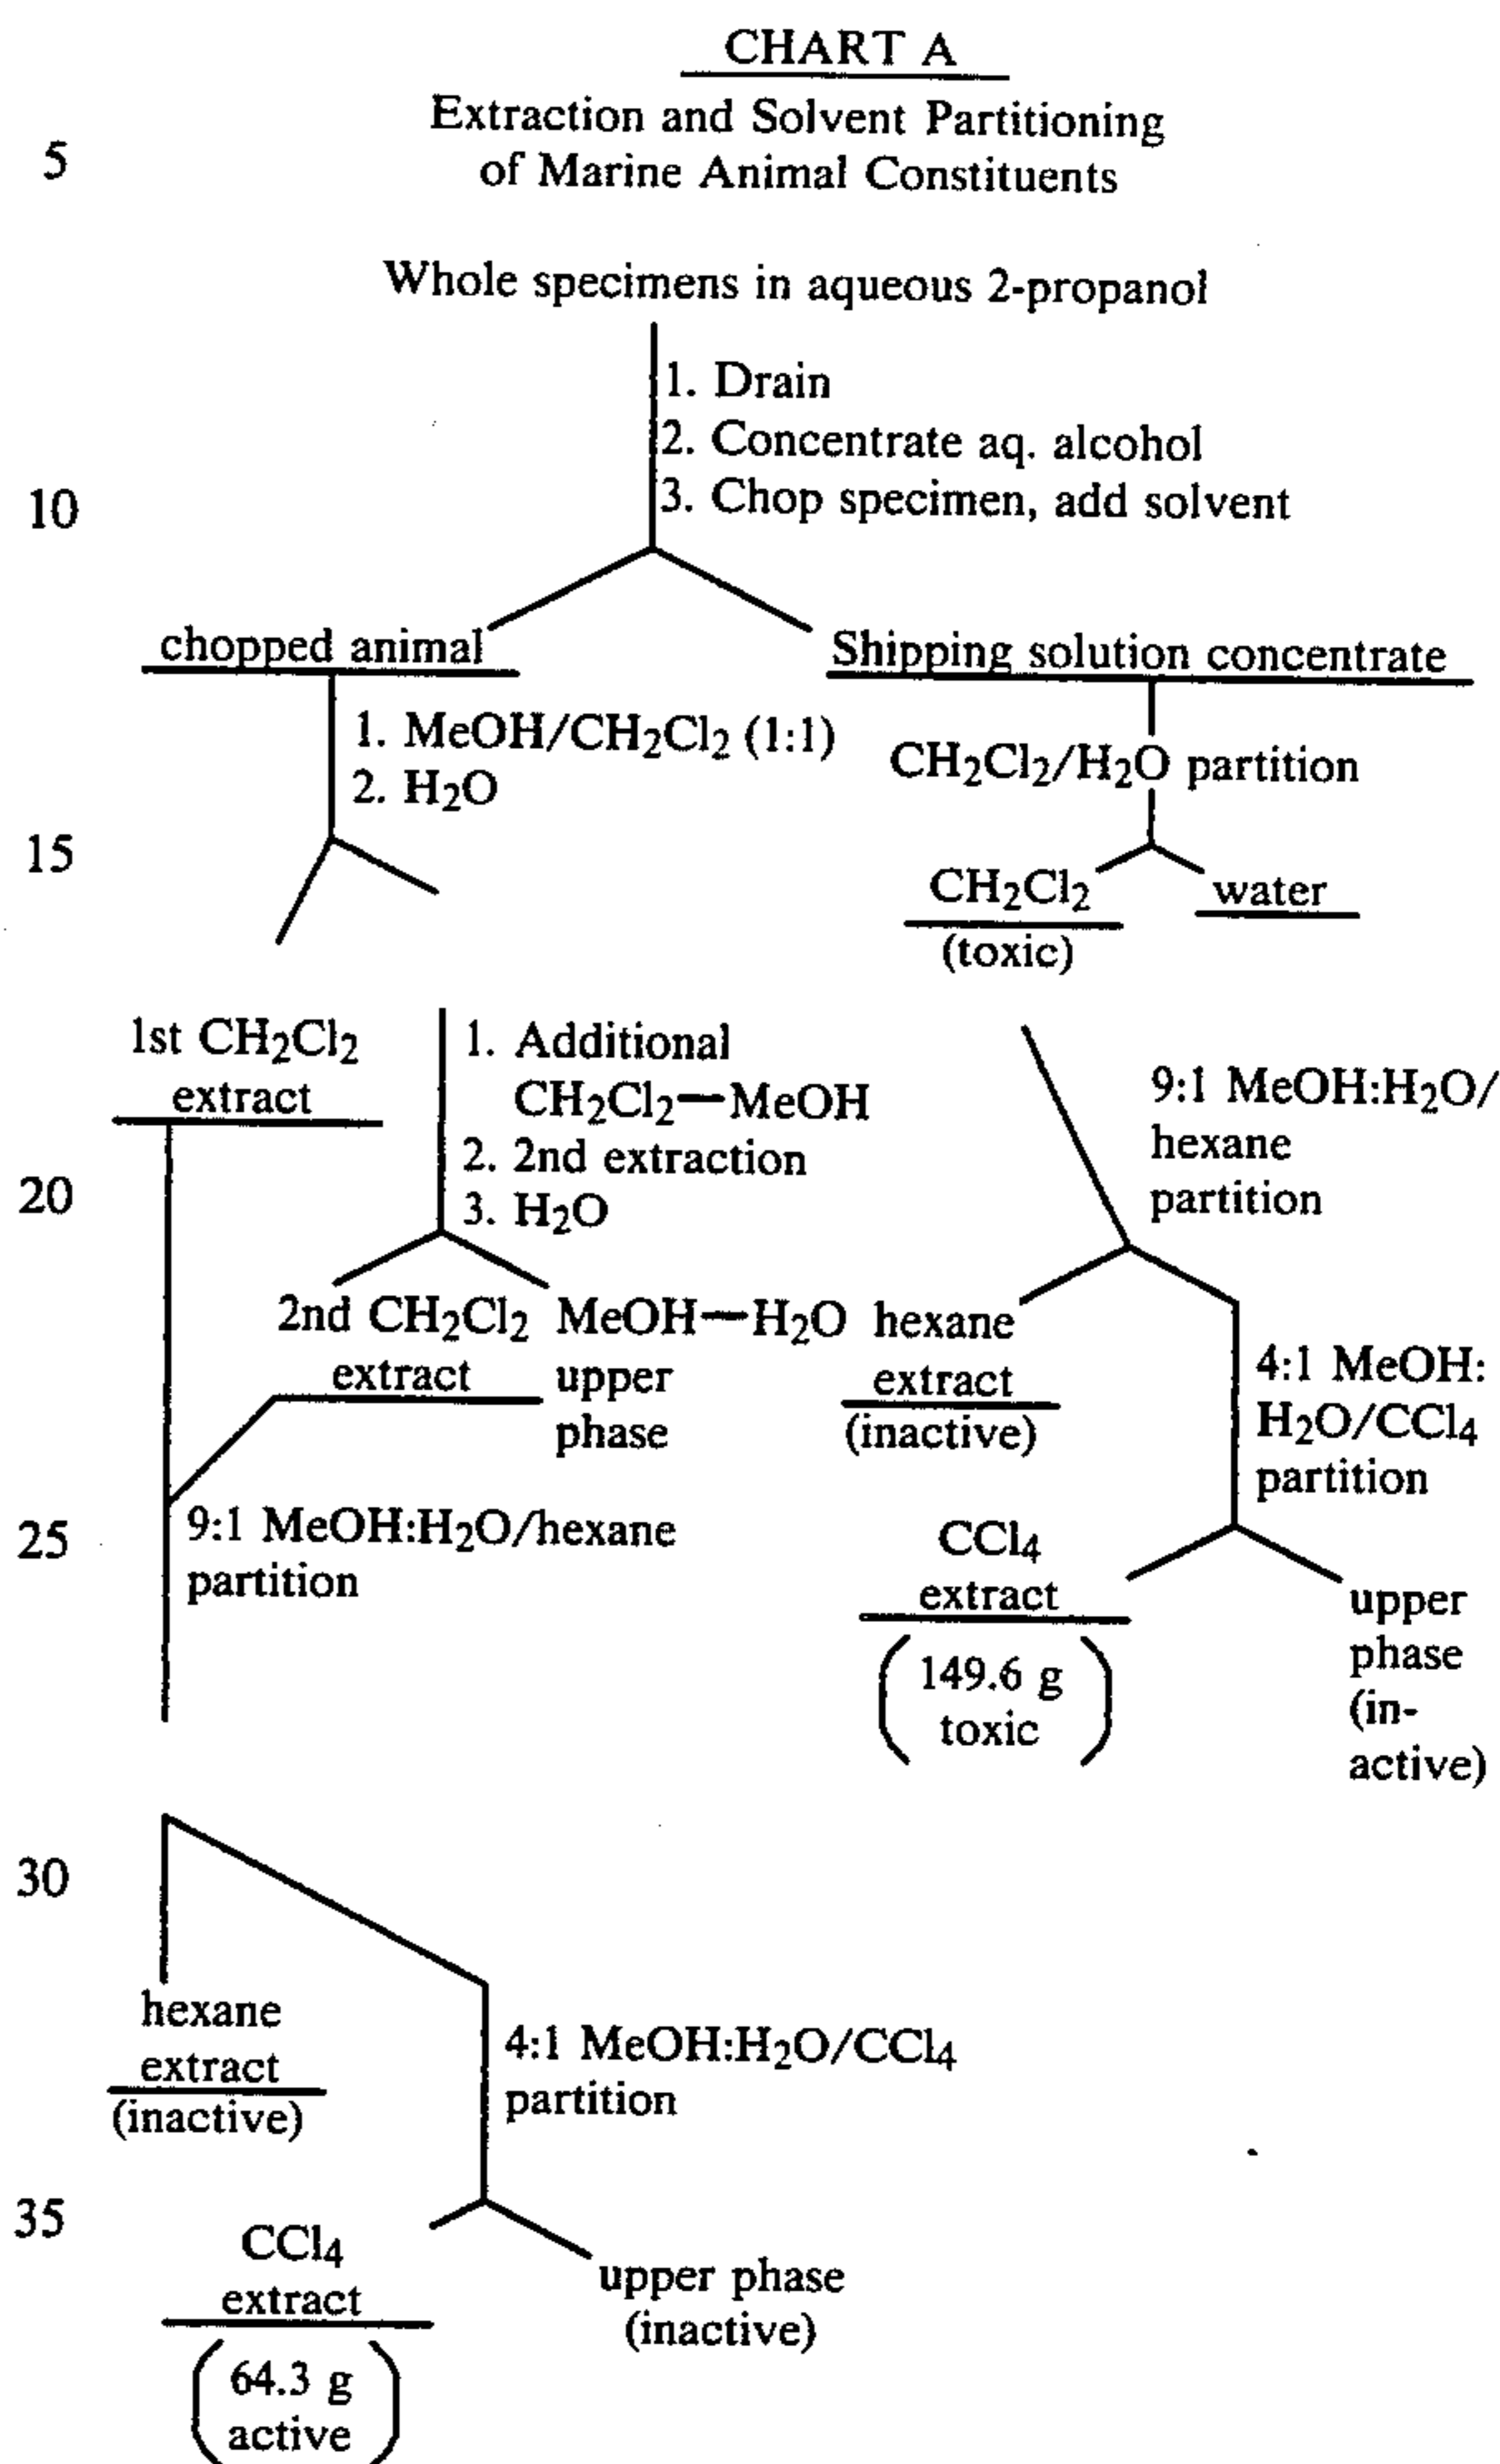 CHART A
Extraction and Solvent Partitioning
5
of Marine Animal Constituents
Whole specimens in aqueous 2-propanol
1. Drain
2. Concentrate aq. alcohol
10
3. Chop specimen, add solvent
chopped animal
Shipping solution concentrate
1. MeOH/CH2Cl2 (1:1)
2. H2O
CH2Cl2/H2O partition
15
CH2Cl2
(toxic)
water
1st CH2Cl2
extract
1. Additional
CH2Cl2—MeOH
2. 2nd extraction
3. H2O
9:1 MeOH:H2O/
hexane
partition
20
2nd CH2Cl2
extract
MeOH—H2O
upper
phase
hexane
extract
(inactive)
4:1 MeOH:
H2O/CCl4
partition
25
9:1 MeOH:H2O/hexane
partition
CCl4
extract
149.6 g
toxic
upper
phase
(in-
active)
30
hexane
extract
(inactive)
4:1 MeOH:H2O/CCl4
partition
35
CCl4
extract
64.3 g
active
upper phase
(inactive)